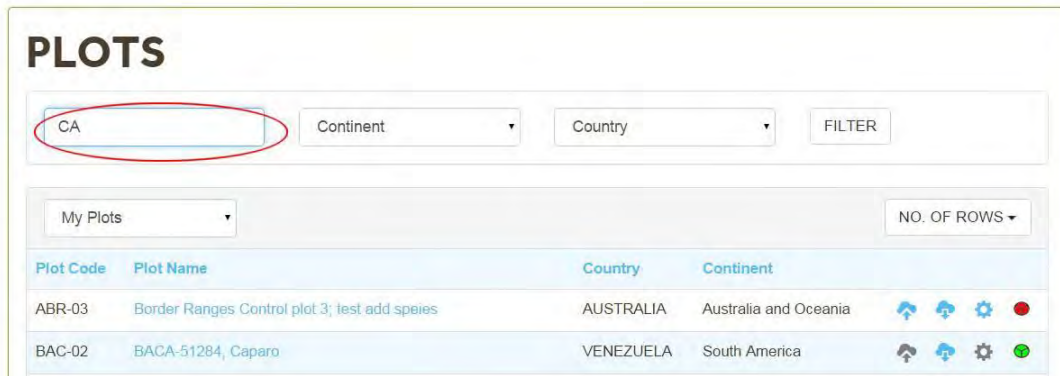 PLOTS
CA Continent Country FILTER
My Plots NO. OF ROWS
Plot Code Plot Name Country Continent
ABR-03 Border Ranges Control plot 3; test add speies AUSTRALIA Australia and Oceania
BAC-02 BACA-51284, Caparo VENEZUELA South America